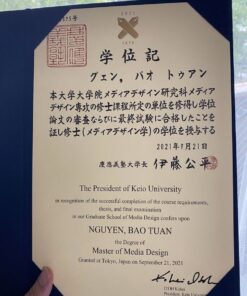 学位記
グェン, バオ トゥアン
本大学大学院メディアデザイン研究科メディア
デザイン専攻の修士課程所定の単位を修得し学位
論文の審査ならびに最終試験に合格したことを
証し修士(メディアデザイン学)の学位を授与する
2021年9月21日
慶應義塾大学長 伊藤公平
The President of Keio University
in recognition of the successful completion of the course requirements,
thesis, and final examination
in our Graduate School of Media Design confers upon
NGUYEN, BAO TUAN
the Degree of
Master of Media Design
Granted at Tokyo, Japan on September 21, 2021
ITOH Kohei